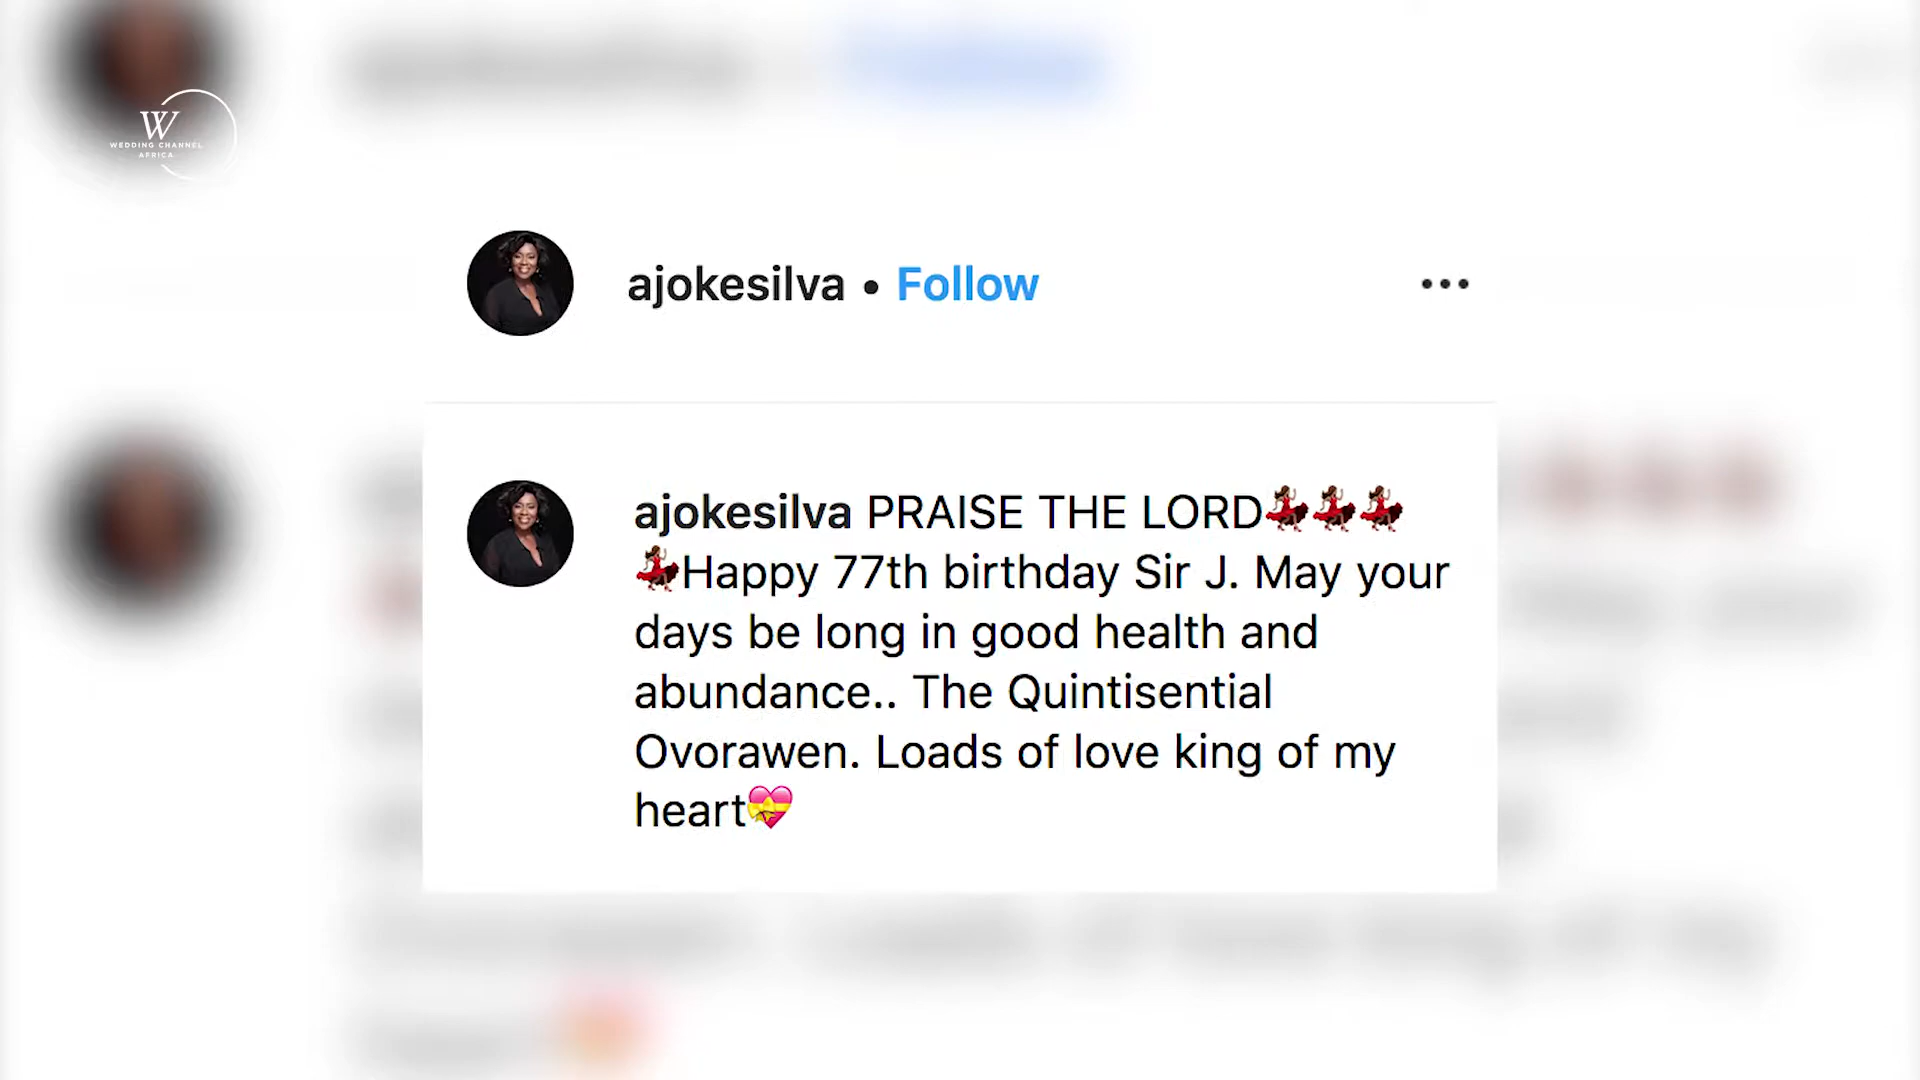 W
WEDDING CHANNEL
AFRICA
ajokesilva • Follow
ajokesilva PRAISE THE LORD💃🏽💃🏽💃🏽
💃🏽Happy 77th birthday Sir J. May your
days be long in good health and
abundance.. The Quintisential
Ovorawen. Loads of love king of my
heart💝